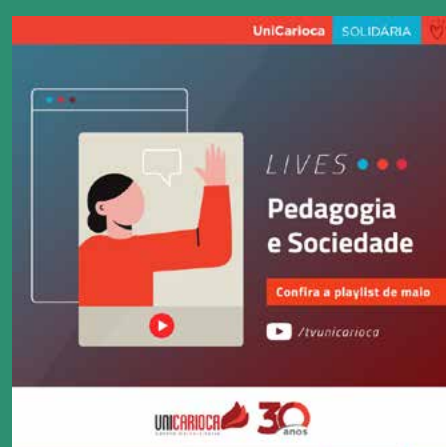 UniCarioca SOLIDÁRIA
LIVES
Pedagogia
e Sociedade
Confira a playlist de maio
/tvunicarioca
UNICARIOCA 30
anos